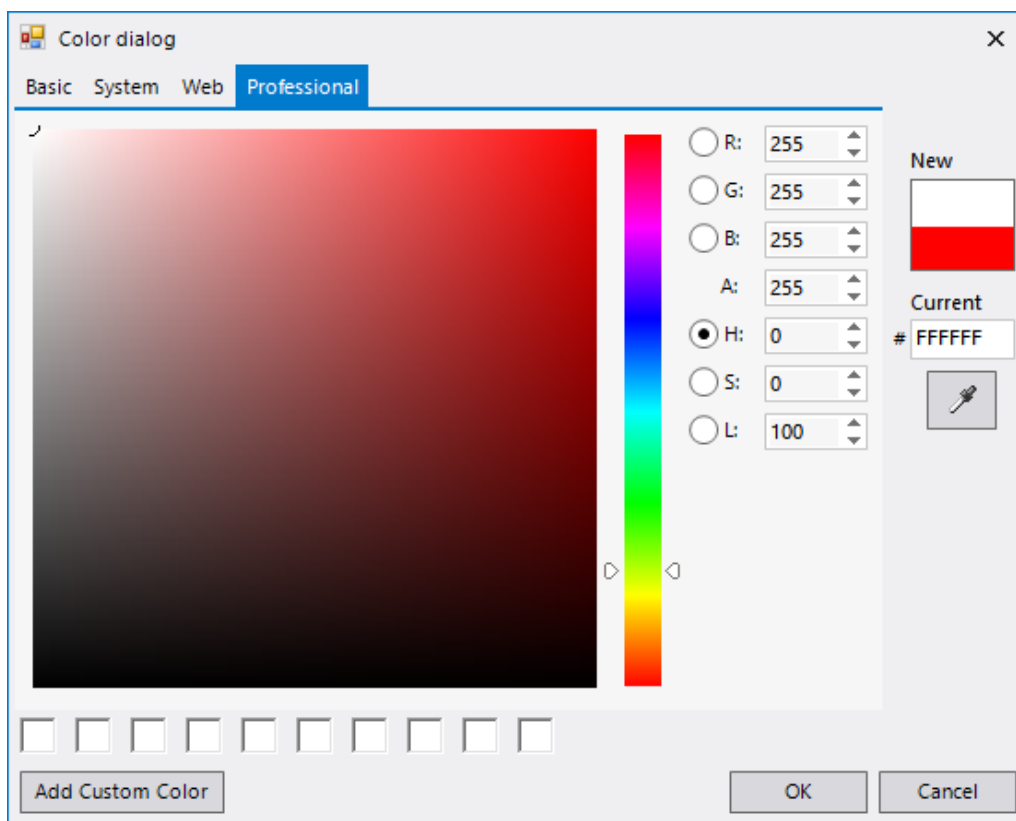 Color dialog
Basic System Web Professional
R: 255
G: 255
B: 255
A: 255
H: 0
S: 0
L: 100
New
Current
# FFFFFF
Add Custom Color
OK Cancel